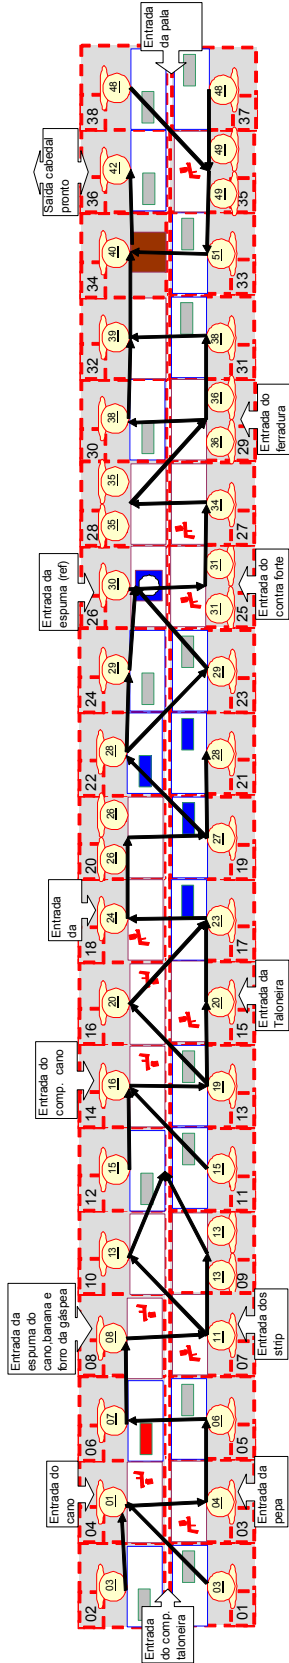 Entrada do
cano
Entrada da
espuma do
cano,banana e
forro da gáspea
Entrada do
comp. cano
Entrada da
Entrada da
espuma (ref)
Saída cabedal
pronto
02 04 06 08 10 12 14 16 18 20 22 24 26 28 30 32 34 36 38
03 01 07 08 13 15 16 20 24 26 26 28 29 30 35 35 38 39 40 42 48
Entrada
do comp.
taloneira
Entrada
da pala
03 04 06 11 13 13 15 19 20 23 27 28 29 31 31 34 36 36 38 51 49 49 48
01 03 05 07 09 11 13 15 17 19 21 23 25 27 29 31 33 35 37
Entrada da
pepa
Entrada dos
strip
Entrada da
Taloneira
Entrada do
contra forte
Entrada do
ferradura